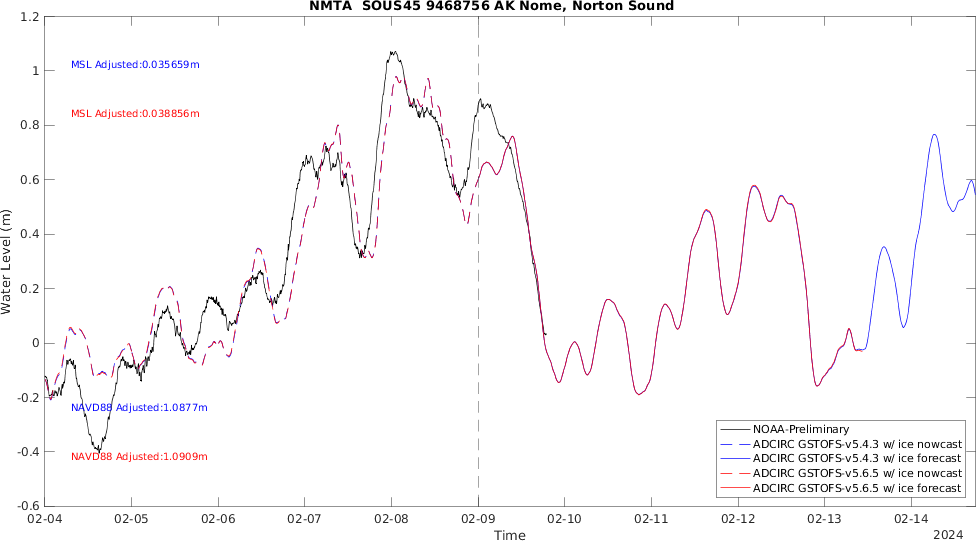 NMTA  SOUS45 9468756 AK Nome, Norton Sound
1.2
1
0.8
0.6
0.4
0.2
0
-0.2
-0.4
-0.6
Water Level (m)
MSL Adjusted:0.035659m
MSL Adjusted:0.038856m
NAVD88 Adjusted:1.0877m
NAVD88 Adjusted:1.0909m
NOAA-Preliminary
ADCIRC GSTOFS-v5.4.3 w/ ice nowcast
ADCIRC GSTOFS-v5.4.3 w/ ice forecast
ADCIRC GSTOFS-v5.6.5 w/ ice nowcast
ADCIRC GSTOFS-v5.6.5 w/ ice forecast
02-04 02-05 02-06 02-07 02-08 02-09 02-10 02-11 02-12 02-13 02-14
Time
2024